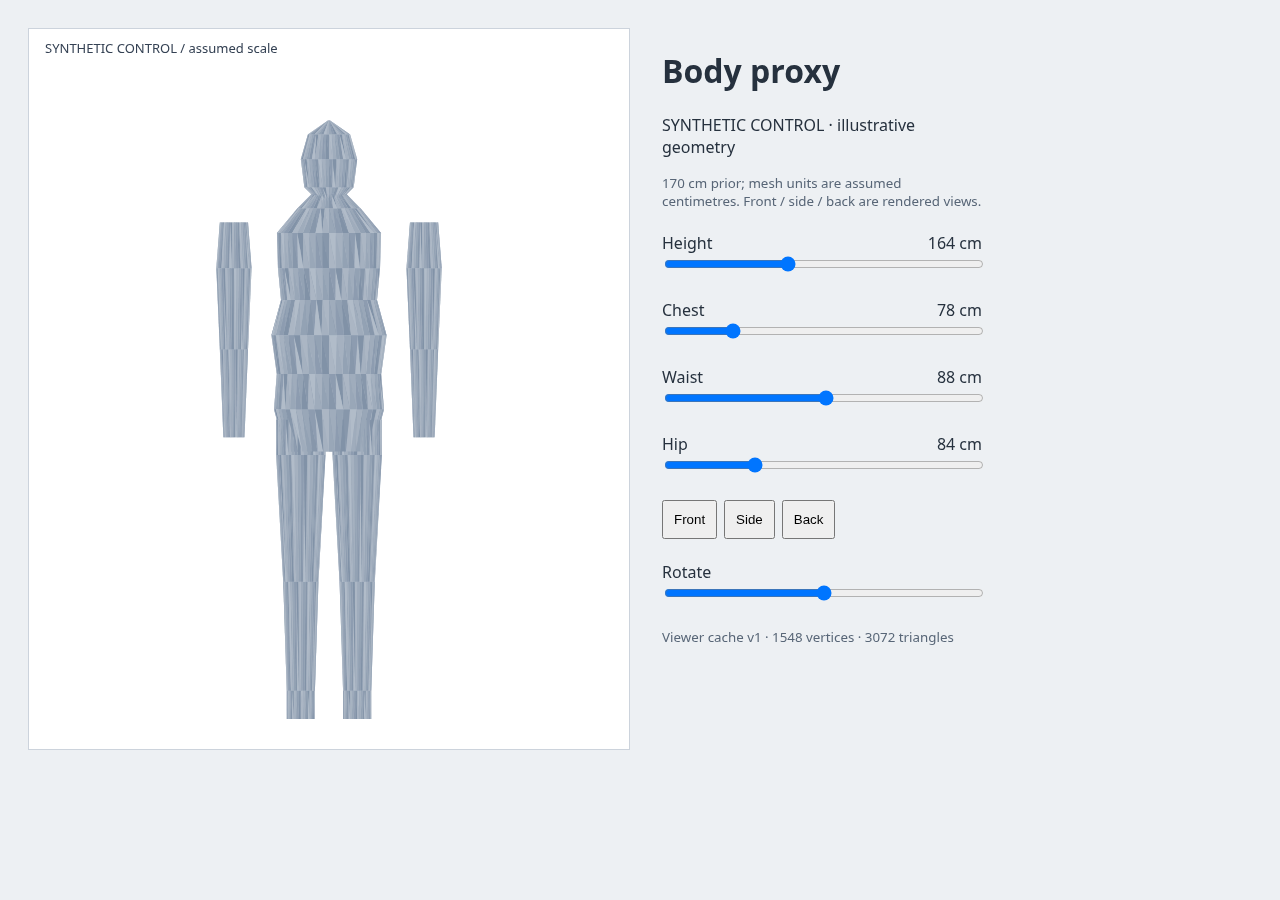 SYNTHETIC CONTROL / assumed scale
Body proxy
SYNTHETIC CONTROL · illustrative
geometry
170 cm prior; mesh units are assumed
centimetres. Front / side / back are rendered views.
Height 164 cm
Chest 78 cm
Waist 88 cm
Hip 84 cm
Front Side Back
Rotate
Viewer cache v1 · 1548 vertices · 3072 triangles